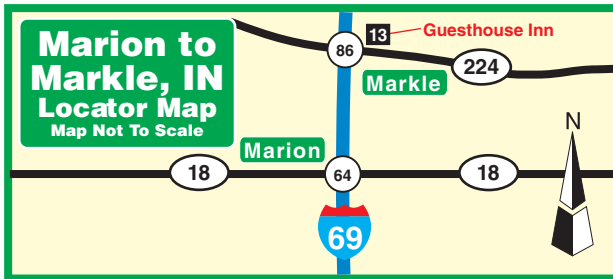 Marion to
Markle, IN
Locator Map
Map Not To Scale
13
Guesthouse Inn
86
224
Markle
N
Marion
18
64
18
69